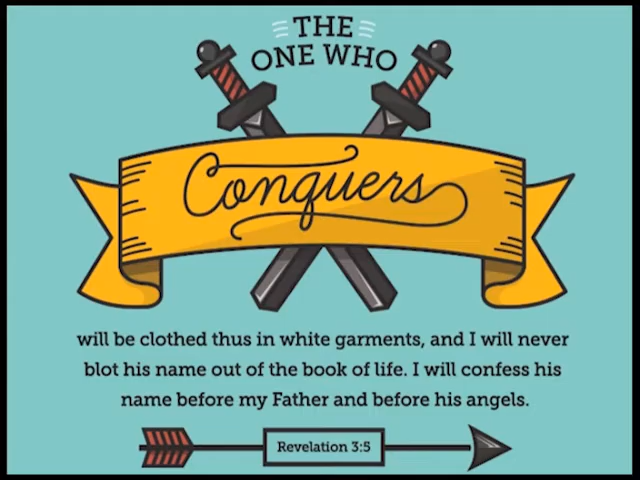 THE
ONE WHO
Conquers
will be clothed thus in white garments, and I will never
blot his name out of the book of life. I will confess his
name before my Father and before his angels.
Revelation 3:5